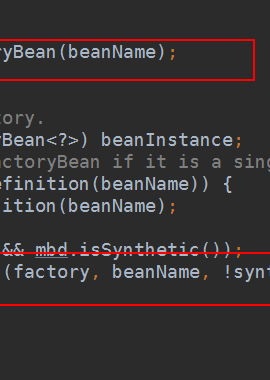 ryBean(beanName);
tory.
yBean<?>) beanInstance;
actoryBean if it is a sing
efinition(beanName)) {
ition(beanName);
&& mbd.isSynthetic());
(factory, beanName, !synt